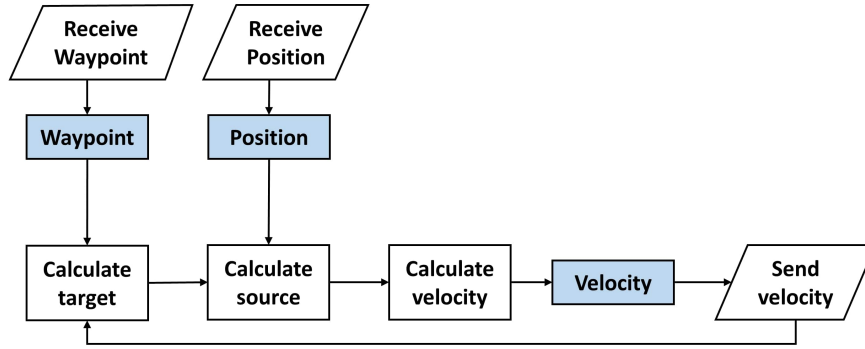 Receive
Waypoint
Receive
Position
Waypoint
Position
Calculate
target
Calculate
source
Calculate
velocity
Velocity
Send
velocity